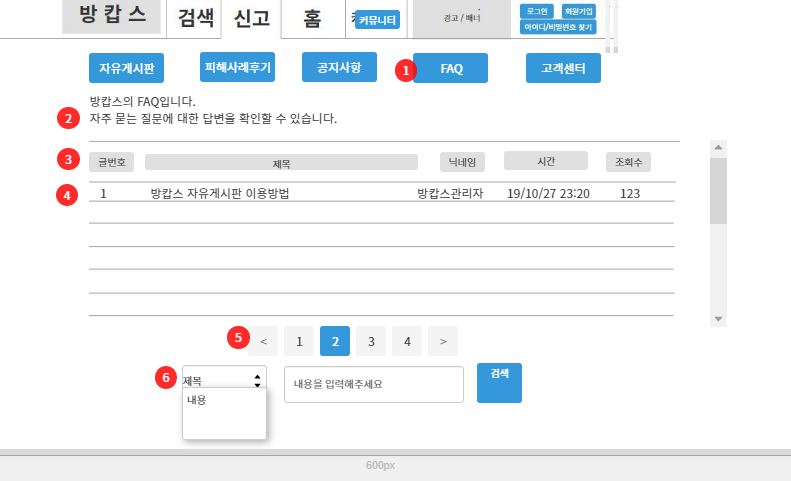 방캅스
검색
신고
홈
커뮤니티
광고 / 배너
로그인
회원가입
아이디/비밀번호 찾기
자유게시판
피해사례후기
공지사항
1
FAQ
고객센터
방캅스의 FAQ입니다.
2
자주 묻는 질문에 대한 답변을 확인할 수 있습니다.
3
글번호
제목
닉네임
시간
조회수
4
1
방캅스 자유게시판 이용방법
방캅스관리자
19/10/27 23:20
123
5
<
1
2
3
4
>
6
제목
내용을 입력해주세요
검색
내용
600px